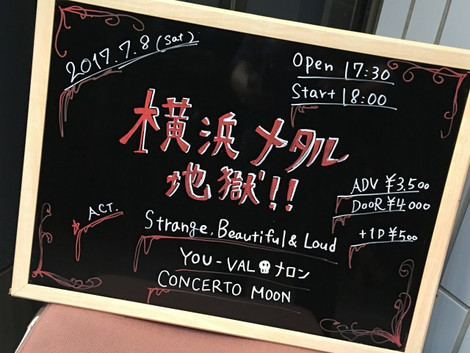 2017.7.8 (Sat)
Open 17:30
Start 18:00
横浜メタル
地獄!!
ADV ¥3,500
DooR ¥4,000
+1D ¥500
ACT.
Strange, Beautiful & Loud
YOU-VAL💀ナロン
CONCERTO MOON